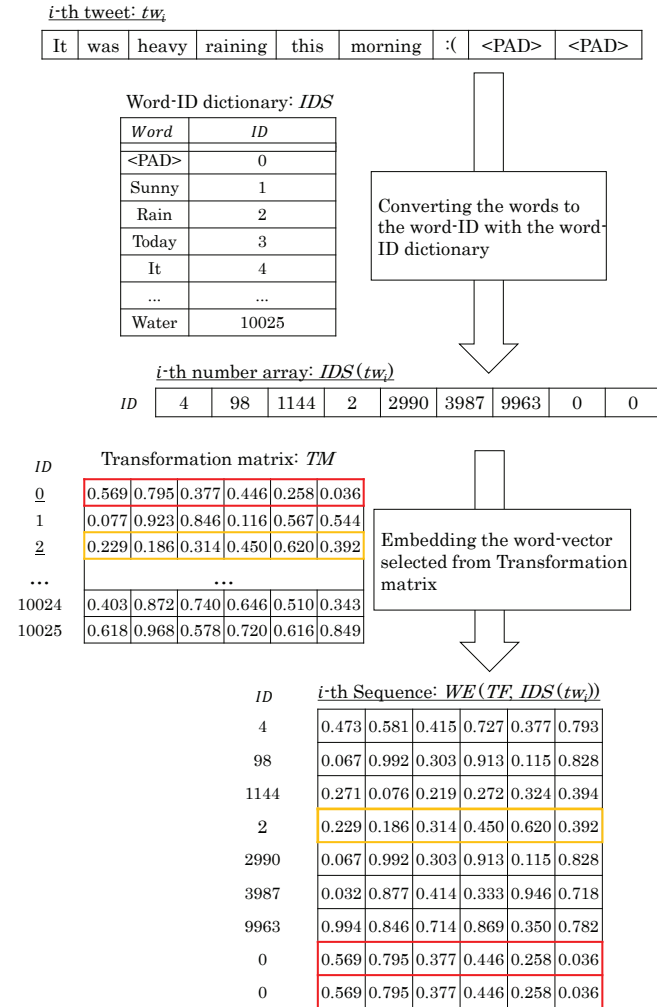 i-th tweet: tw_i
It was heavy raining this morning :( <PAD> <PAD>
Word-ID dictionary: IDS
Word ID
<PAD> 0
Sunny 1
Rain 2
Today 3
It 4
... ...
Water 10025
Converting the words to
the word-ID with the word-
ID dictionary
i-th number array: IDS(tw_i)
ID 4 98 1144 2 2990 3987 9963 0 0
ID Transformation matrix: TM
0 0.569 0.795 0.377 0.446 0.258 0.036
1 0.077 0.923 0.846 0.116 0.567 0.544
2 0.229 0.186 0.314 0.450 0.620 0.392
... ...
10024 0.403 0.872 0.740 0.646 0.510 0.343
10025 0.618 0.968 0.578 0.720 0.616 0.849
Embedding the word-vector
selected from Transformation
matrix
ID i-th Sequence: WE(TF, IDS(tw_i))
4 0.473 0.581 0.415 0.727 0.377 0.793
98 0.067 0.992 0.303 0.913 0.115 0.828
1144 0.271 0.076 0.219 0.272 0.324 0.394
2 0.229 0.186 0.314 0.450 0.620 0.392
2990 0.067 0.992 0.303 0.913 0.115 0.828
3987 0.032 0.877 0.414 0.333 0.946 0.718
9963 0.994 0.846 0.714 0.869 0.350 0.782
0 0.569 0.795 0.377 0.446 0.258 0.036
0 0.569 0.795 0.377 0.446 0.258 0.036